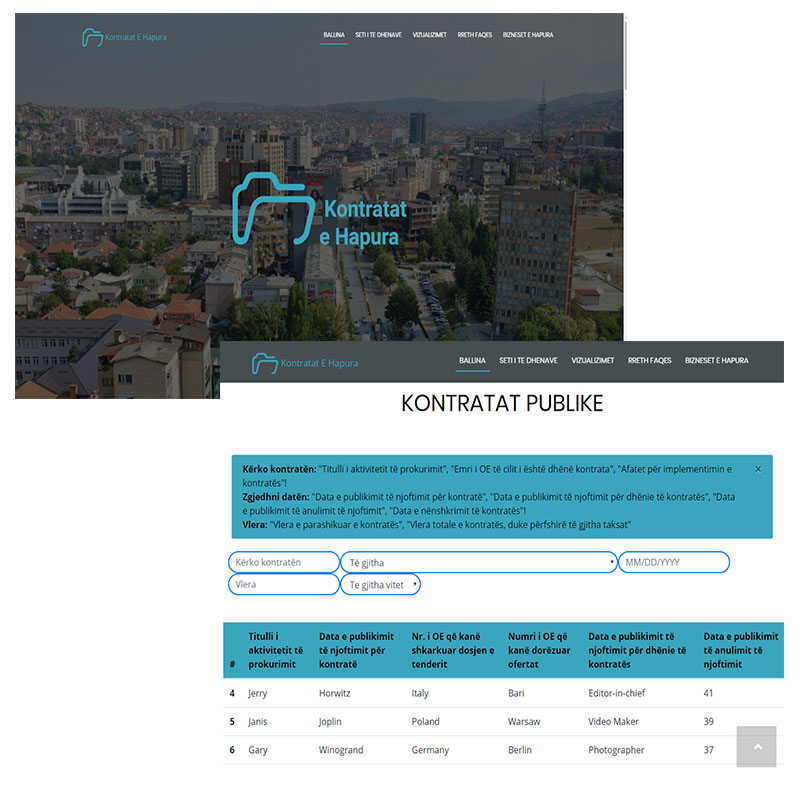 Kontratat E Hapura
BALLINA SETI I TE DHENAVE VIZUALIZIMET RRETH FAQES BIZNESET E HAPURA
Kontratat
e Hapura
Kontratat E Hapura
BALLINA SETI I TE DHENAVE VIZUALIZIMET RRETH FAQES BIZNESET E HAPURA
KONTRATAT PUBLIKE
Kërko kontratën: "Titulli i aktivitetit të prokurimit", "Emri i OE të cilit i është dhënë kontrata", "Afatet për implementimin e
kontratës"!
Zgjedhni datën: "Data e publikimit të njoftimit për kontratë", "Data e publikimit të njoftimit për dhënie të kontratës", "Data
e publikimit të anulimit të njoftimit", "Data e nënshkrimit të kontratës"!
Vlera: "Vlera e parashikuar e kontratës", "Vlera totale e kontratës, duke përfshirë të gjitha taksat"
×
Kërko kontratën Të gjitha MM/DD/YYYY
Vlera Te gjitha vitet
# Titulli i aktivitetit të prokurimit
Data e publikimit të njoftimit për kontratë
Nr. i OE që kanë shkarkuar dosjen e tenderit
Numri i OE që kanë dorëzuar ofertat
Data e publikimit të njoftimit për dhënie të kontratës
Data e publikimit të anulimit të njoftimit
4 Jerry Horwitz Italy Bari Editor-in-chief 41
5 Janis Joplin Poland Warsaw Video Maker 39
6 Gary Winogrand Germany Berlin Photographer 37